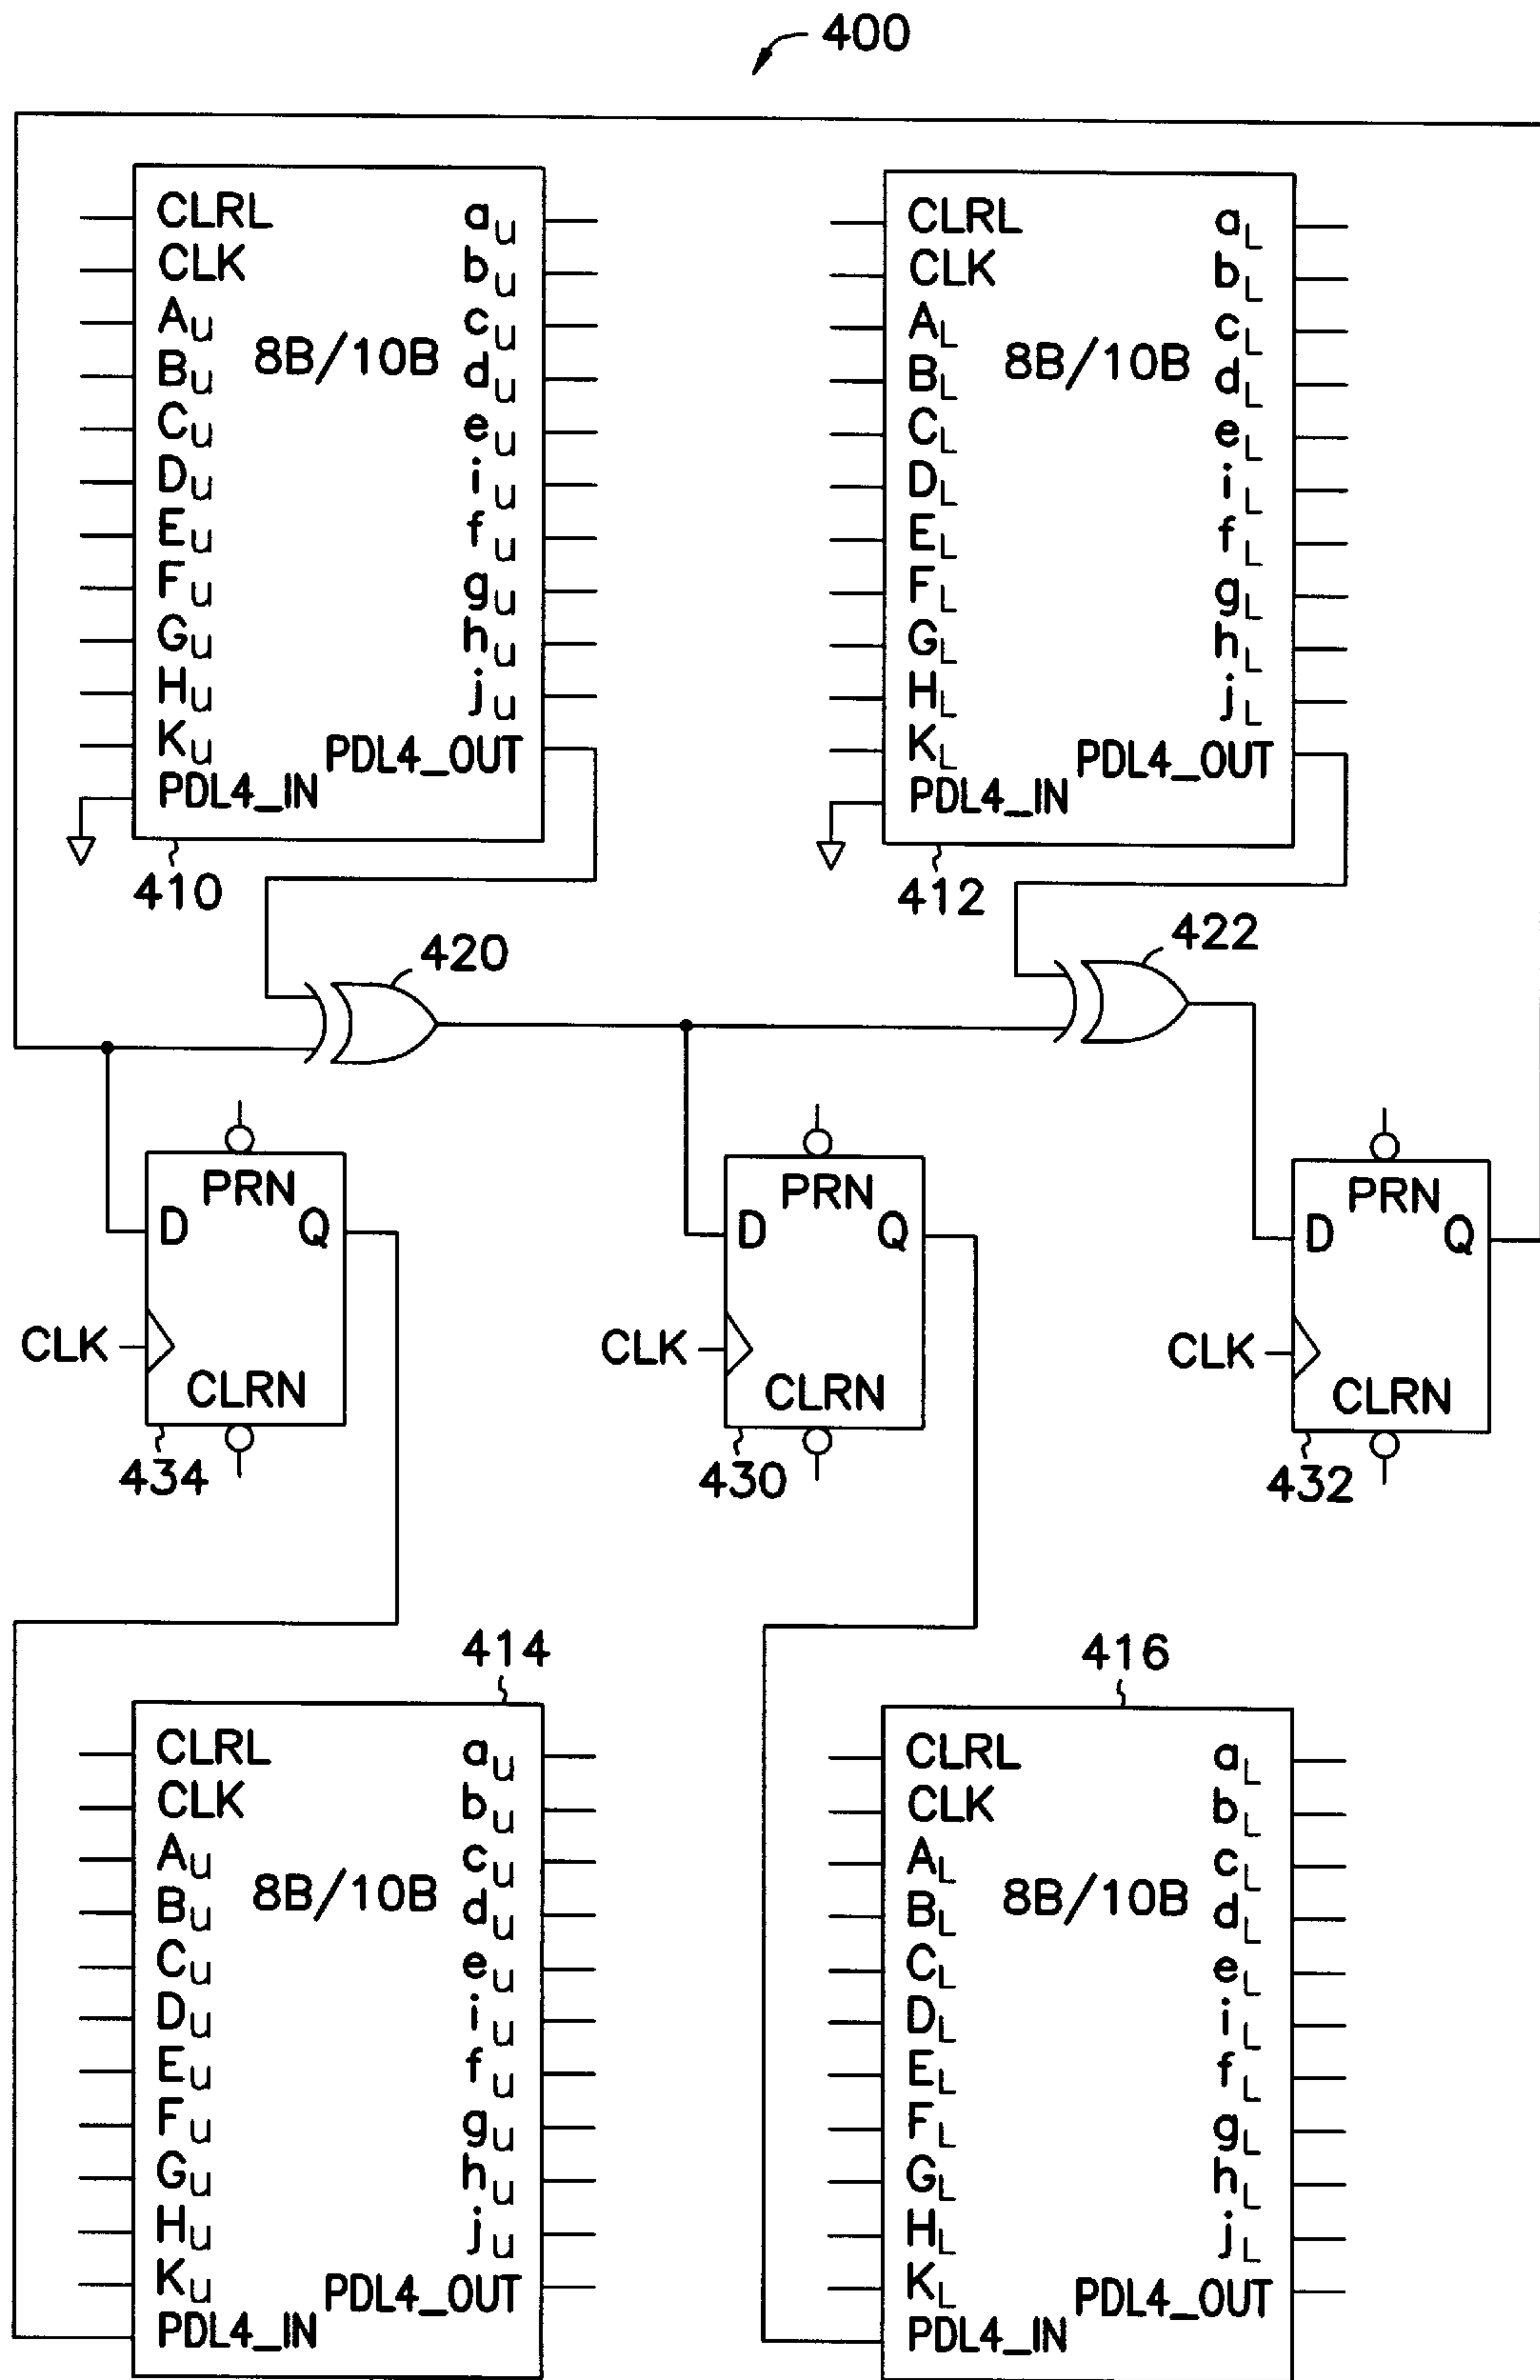 400
CLRL
CLK
AU
BU
CU
DU
EU
FU
GU
HU
KU
PDL4_IN
8B/10B
aU
bU
cU
dU
eU
iU
fU
gU
hU
jU
PDL4_OUT
410
CLRL
CLK
AL
BL
CL
DL
EL
FL
GL
HL
KL
PDL4_IN
8B/10B
aL
bL
cL
dL
eL
iL
fL
gL
hL
jL
PDL4_OUT
412
420
422
PRN
D Q
CLK
CLRN
434
PRN
D Q
CLK
CLRN
430
PRN
D Q
CLK
CLRN
432
414
CLRL
CLK
AU
BU
CU
DU
EU
FU
GU
HU
KU
PDL4_IN
8B/10B
aU
bU
cU
dU
eU
iU
fU
gU
hU
jU
PDL4_OUT
416
CLRL
CLK
AL
BL
CL
DL
EL
FL
GL
HL
KL
PDL4_IN
8B/10B
aL
bL
cL
dL
eL
iL
fL
gL
hL
jL
PDL4_OUT